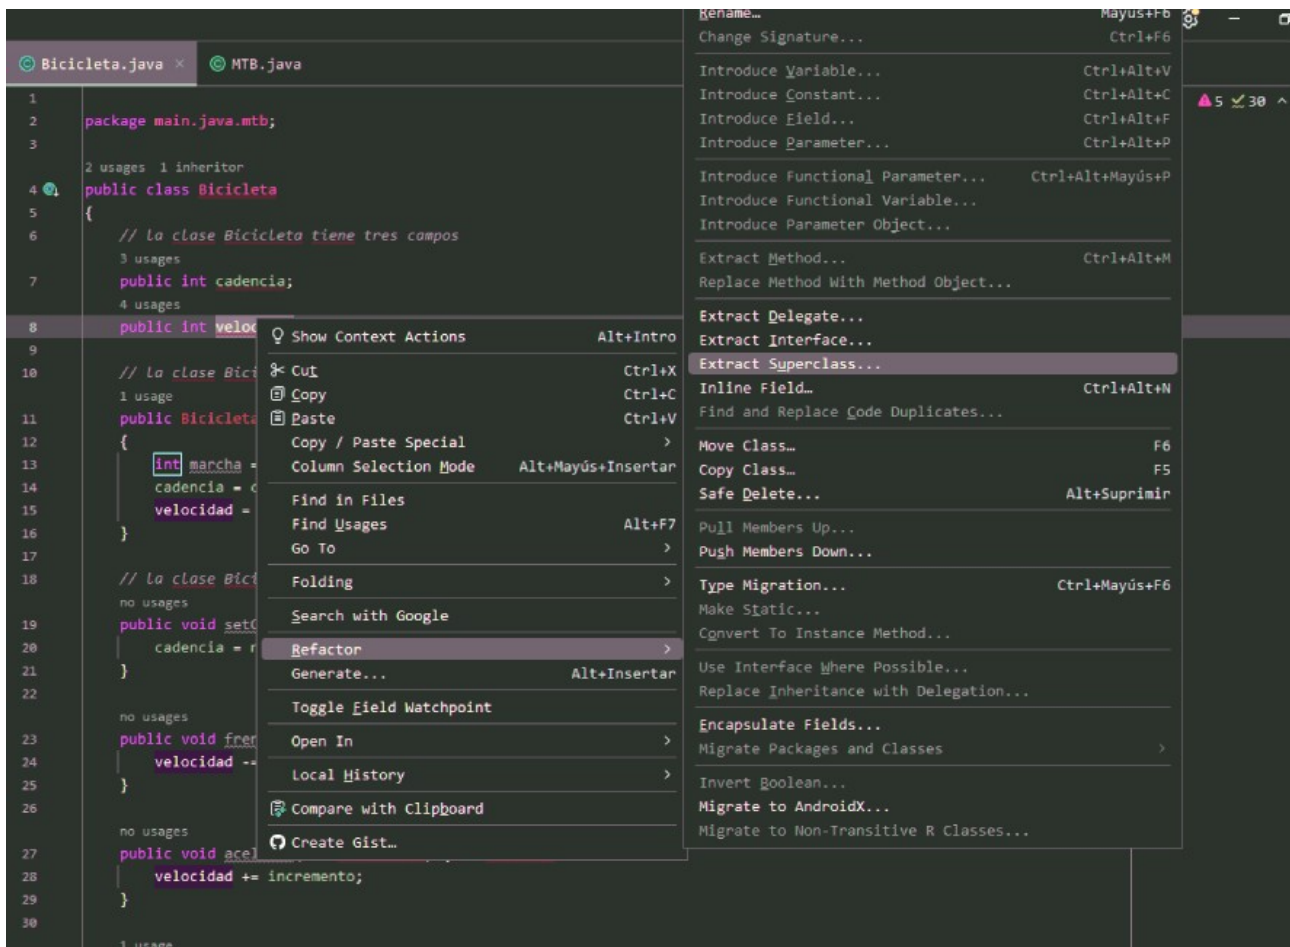 Rename… Mayús+F6
Change Signature... Ctrl+F6
Bicicleta.java × MTB.java
Introduce Variable... Ctrl+Alt+V
Introduce Constant... Ctrl+Alt+C
Introduce Field... Ctrl+Alt+F
Introduce Parameter... Ctrl+Alt+P
5 30
Introduce Functional Parameter... Ctrl+Alt+Mayús+P
Introduce Functional Variable...
Introduce Parameter Object...
Extract Method... Ctrl+Alt+M
Replace Method With Method Object...
Extract Delegate...
Extract Interface...
Extract Superclass...
Inline Field… Ctrl+Alt+N
Find and Replace Code Duplicates...
Move Class… F6
Copy Class… F5
Safe Delete... Alt+Suprimir
Pull Members Up...
Push Members Down...
Type Migration... Ctrl+Mayús+F6
Make Static...
Convert To Instance Method...
Use Interface Where Possible...
Replace Inheritance with Delegation...
Encapsulate Fields...
Migrate Packages and Classes
Invert Boolean...
Migrate to AndroidX...
Migrate to Non-Transitive R Classes...
1
2 package main.java.mtb;
3
2 usages 1 inheritor
4 public class Bicicleta
5 {
6 // la clase Bicicleta tiene tres campos
3 usages
7 public int cadencia;
4 usages
8 public int veloc
9
10 // la clase Bici
1 usage
11 public Bicicleta
12 {
13 int marcha =
14 cadencia = c
15 velocidad =
16 }
17
18 // la clase Bici
no usages
19 public void setC
20 cadencia = n
21 }
22
no usages
23 public void fren
24 velocidad -=
25 }
26
no usages
27 public void acel
28 velocidad += incremento;
29 }
30
1 usage
Show Context Actions Alt+Intro
Cut Ctrl+X
Copy Ctrl+C
Paste Ctrl+V
Copy / Paste Special
Column Selection Mode Alt+Mayús+Insertar
Find in Files
Find Usages Alt+F7
Go To
Folding
Search with Google
Refactor
Generate... Alt+Insertar
Toggle Field Watchpoint
Open In
Local History
Compare with Clipboard
Create Gist…